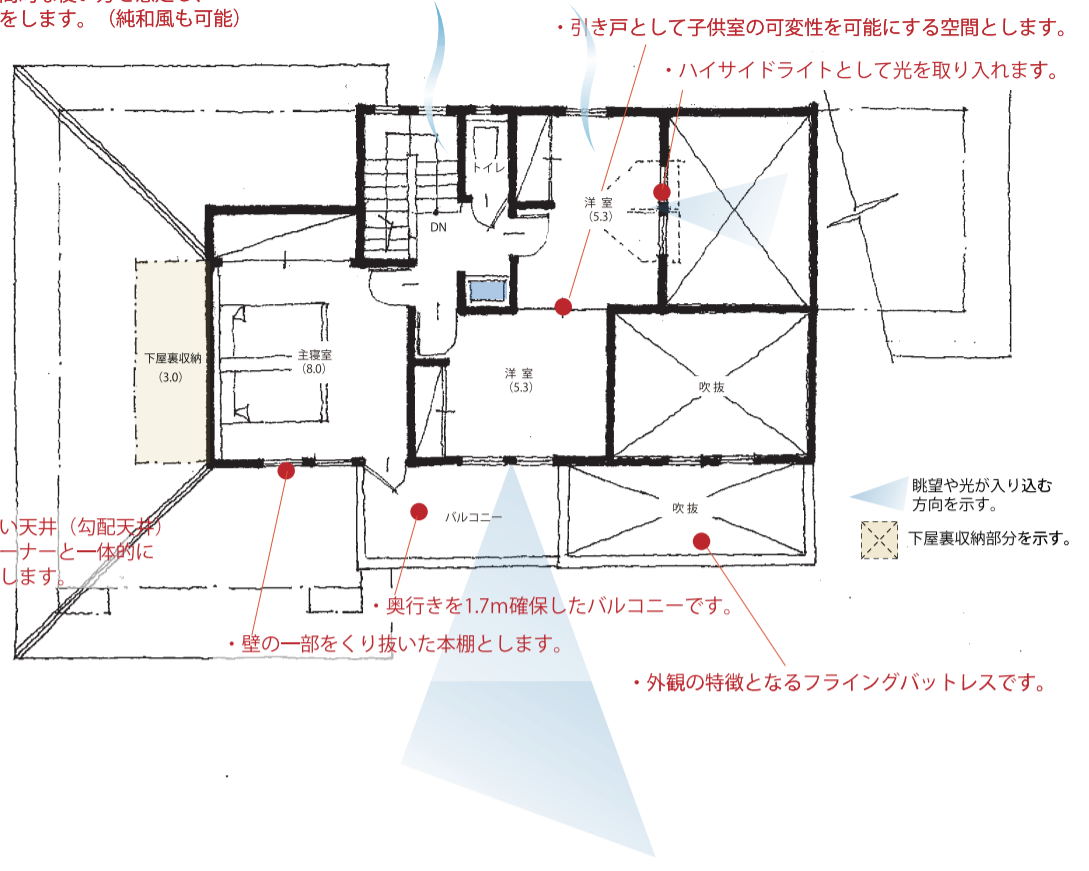 をします。（純和風も可能）
・引き戸として子供室の可変性を可能にする空間とします。
・ハイサイドライトとして光を取り入れます。
トイレ
洋 室
(5.3)
DN
下屋裏収納
(3.0)
主寝室
(8.0)
洋 室
(5.3)
吹 抜
眺望や光が入り込む
方向を示す。
吹 抜
バルコニー
下屋裏収納部分を示す。
い天井（勾配天井）
ーナーと一体的に
します。
・奥行きを1.7m確保したバルコニーです。
・壁の一部をくり抜いた本棚とします。
・外観の特徴となるフライングバットレスです。